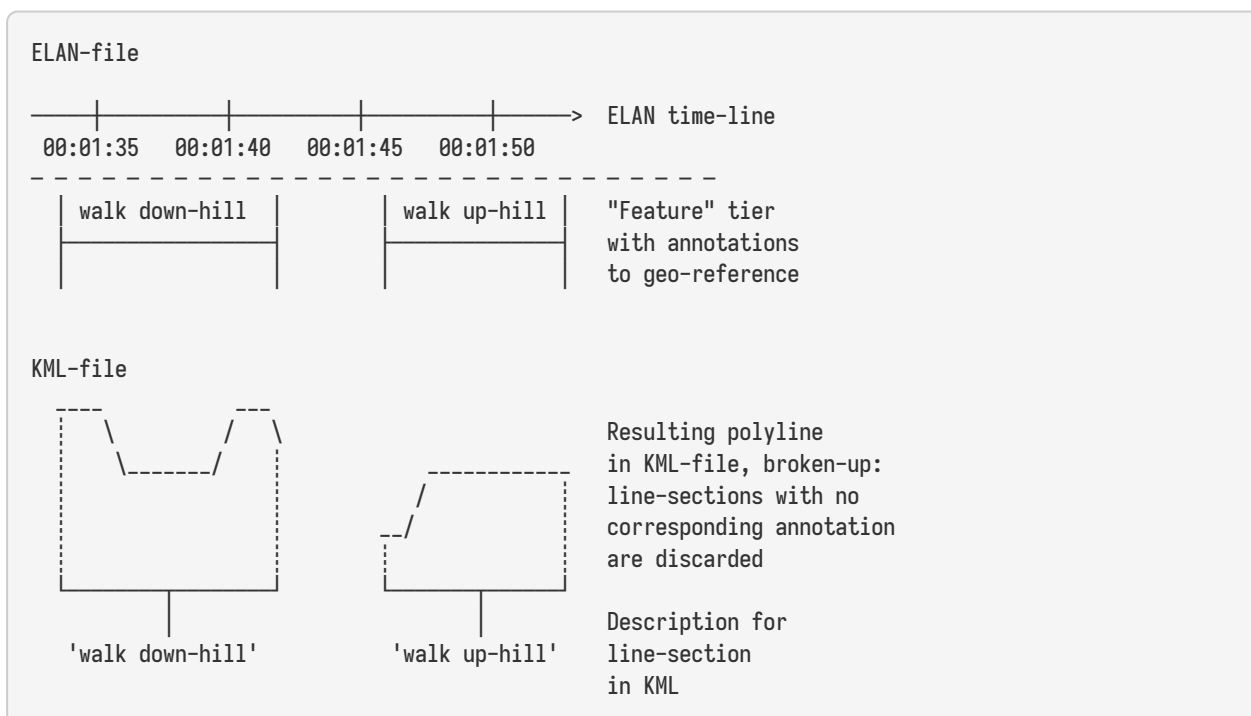 ELAN-file
ELAN time-line
00:01:35 00:01:40 00:01:45 00:01:50
walk down-hill walk up-hill "Feature" tier
with annotations
to geo-reference
KML-file
Resulting polyline
in KML-file, broken-up:
line-sections with no
corresponding annotation
are discarded
Description for
'walk down-hill' 'walk up-hill' line-section
in KML